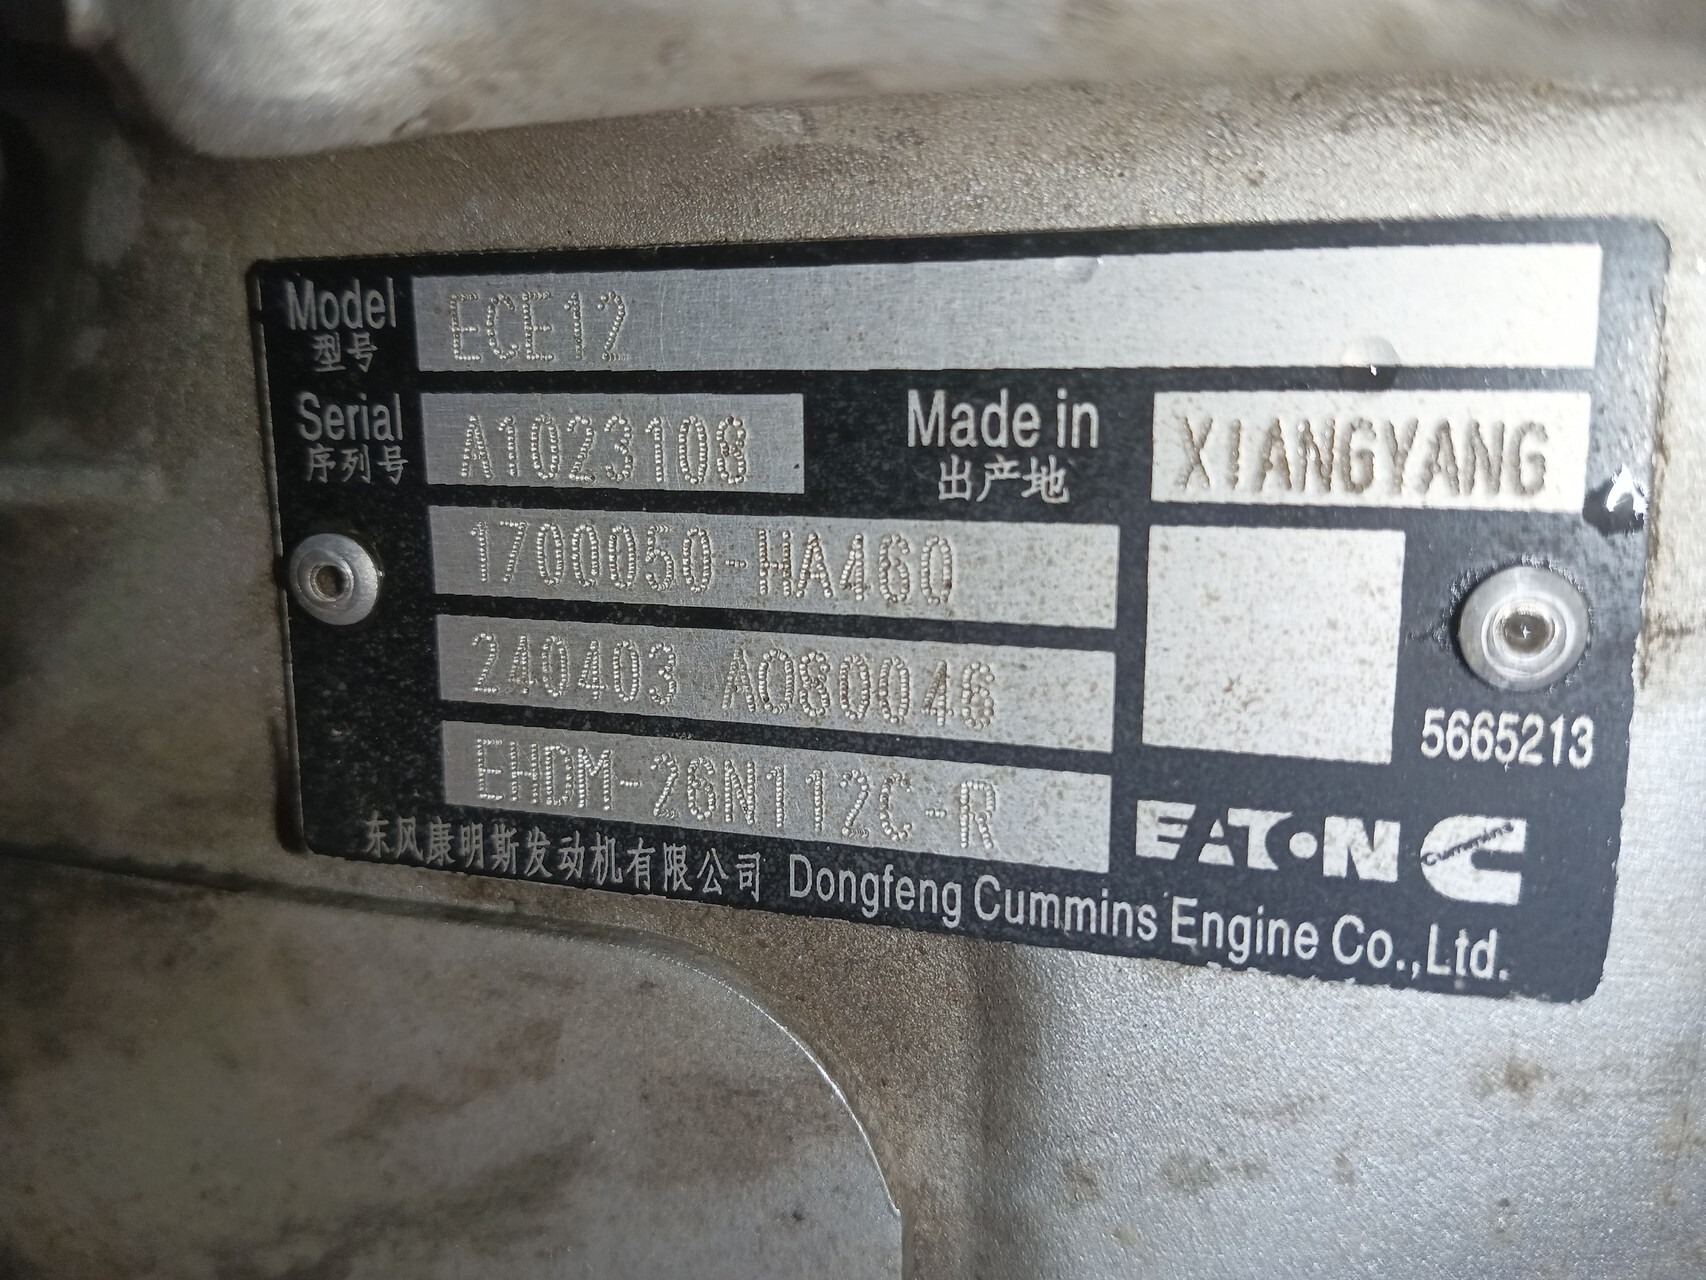 Model ECE12
型号
Serial A1023108 Made in XIANGYANG
序列号 出产地
1700050-HA460
240403 A080046
5665213
EHDM-26N112C-R
EATON Cummins
东风康明斯发动机有限公司 Dongfeng Cummins Engine Co.,Ltd.